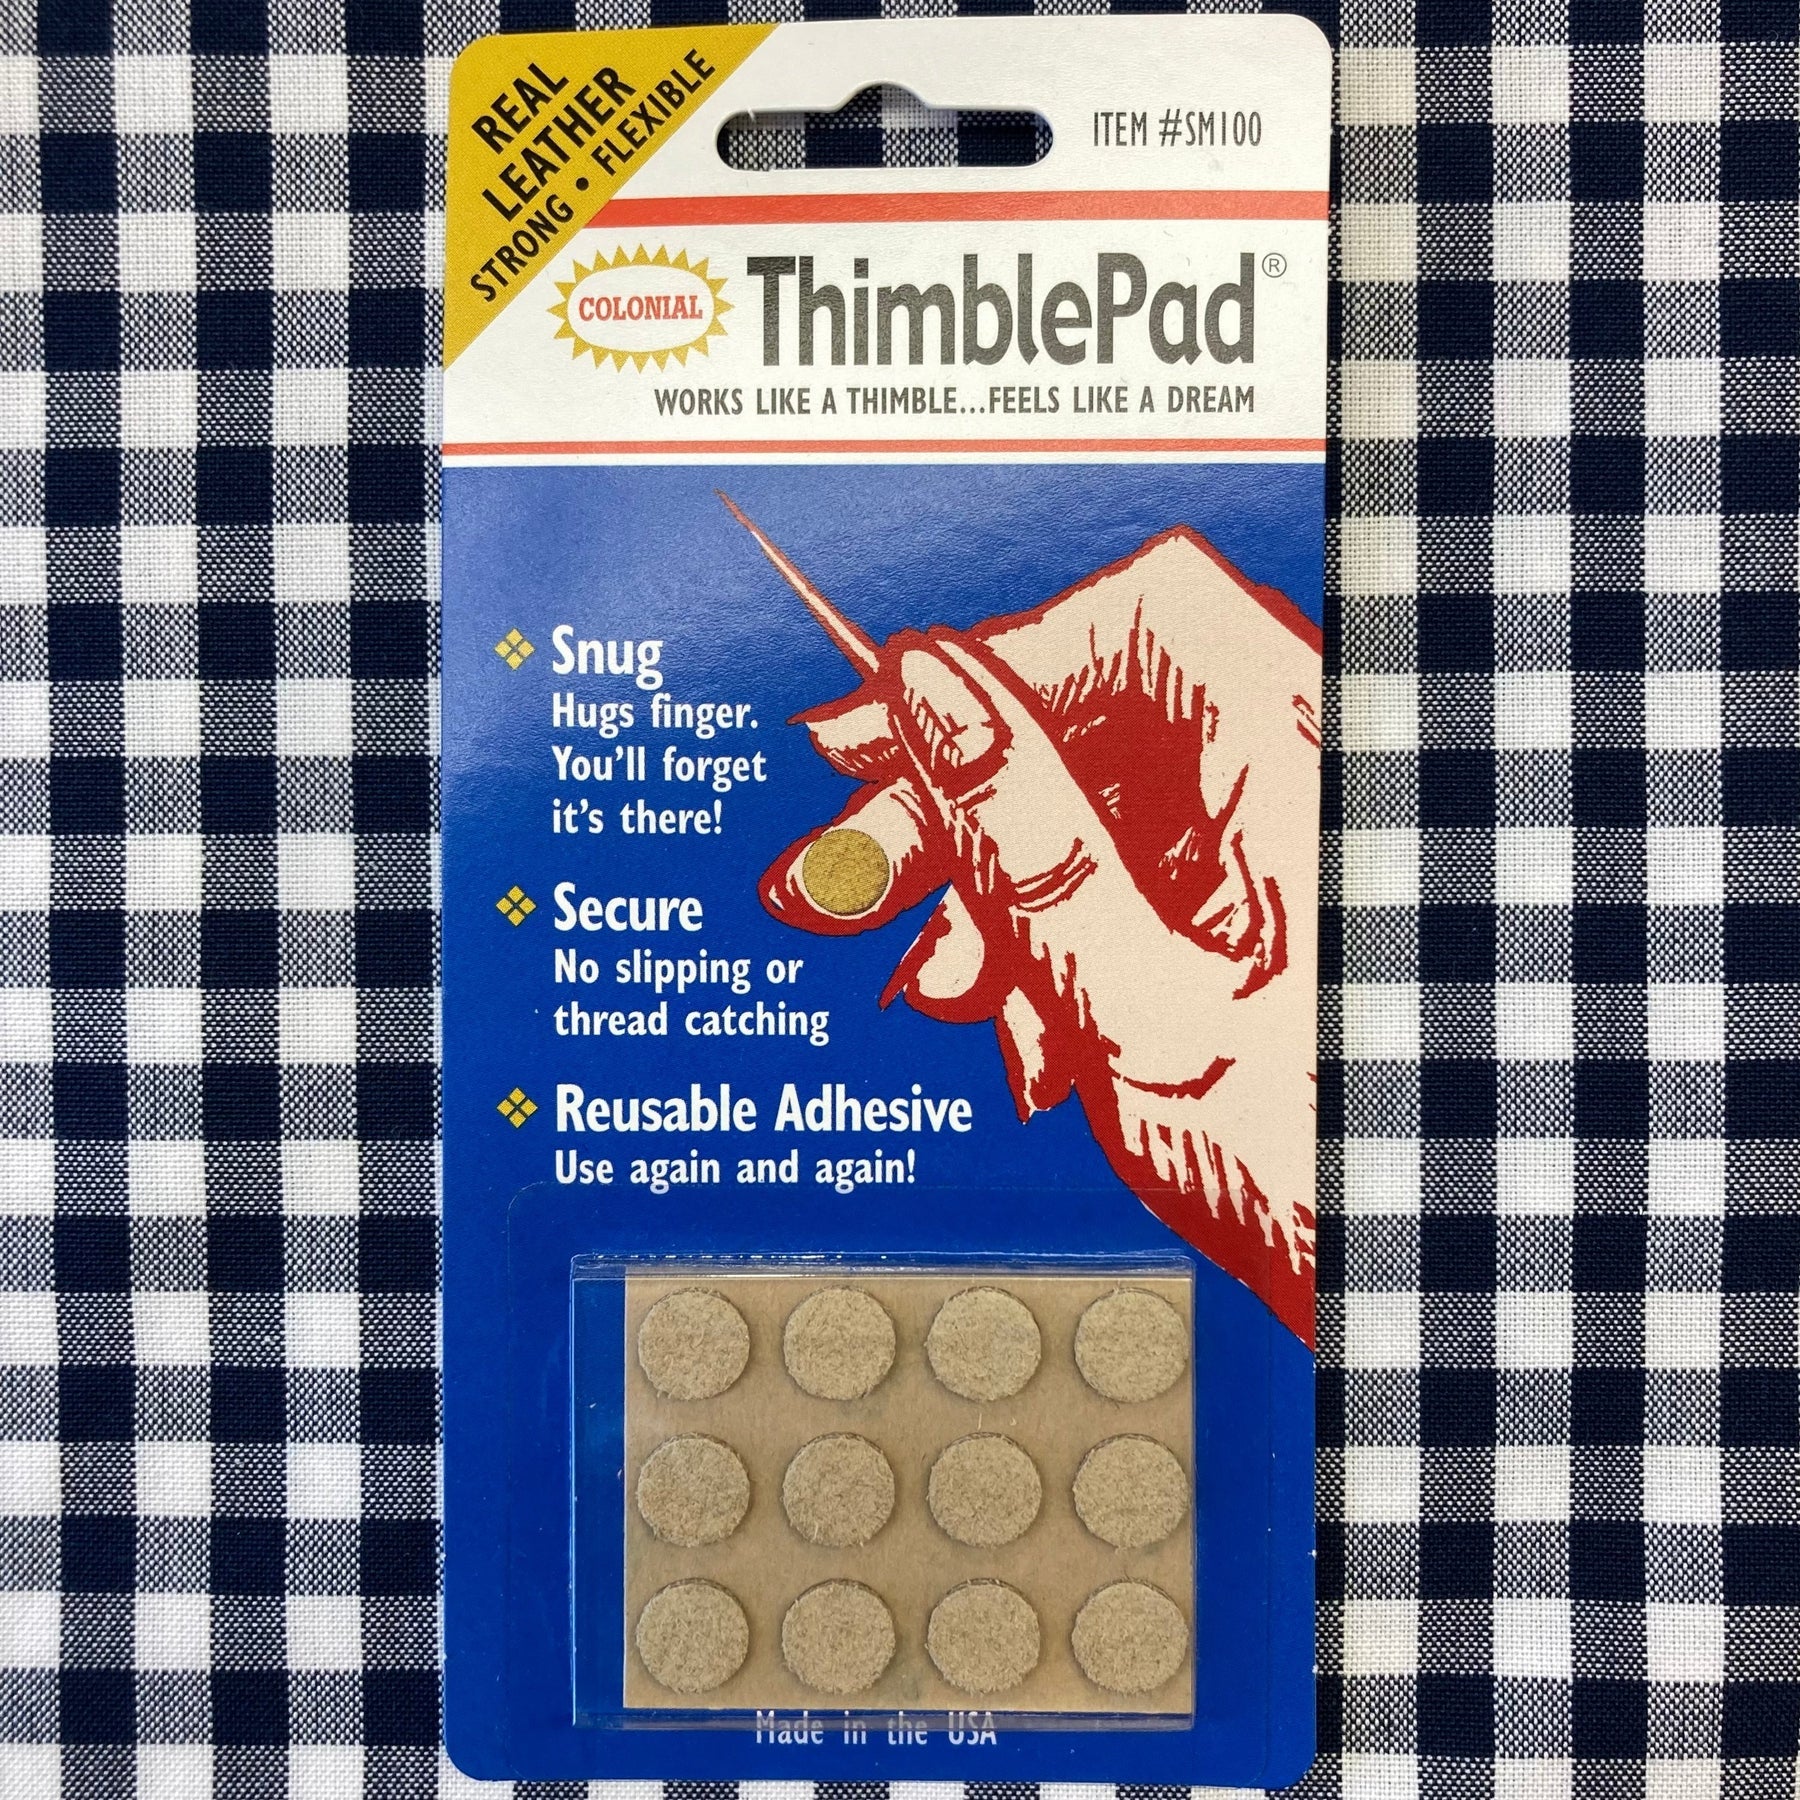 REAL
LEATHER
STRONG • FLEXIBLE
ITEM #SM100
COLONIAL
ThimblePad®
WORKS LIKE A THIMBLE...FEELS LIKE A DREAM
Snug
Hugs finger.
You'll forget
it's there!
Secure
No slipping or
thread catching
Reusable Adhesive
Use again and again!
Made in the USA